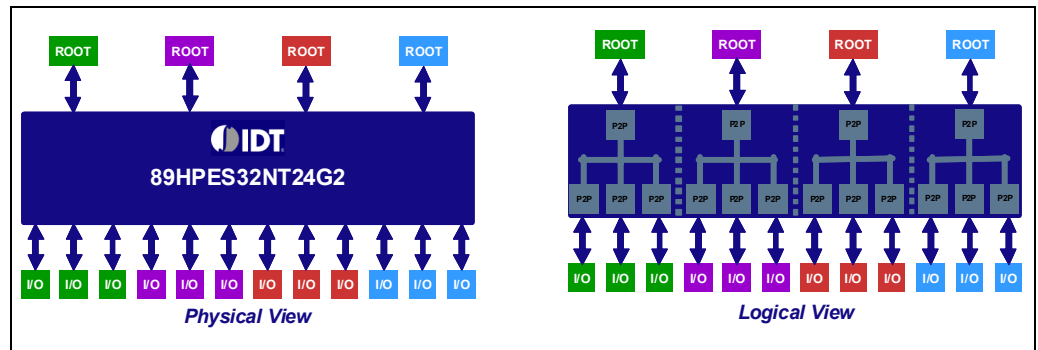 ROOT ROOT ROOT ROOT
IDT
89HPES32NT24G2
I/O I/O I/O I/O I/O I/O I/O I/O I/O I/O I/O I/O
Physical View
ROOT ROOT ROOT ROOT
P2P P2P P2P P2P
P2P P2P P2P P2P P2P P2P P2P P2P P2P P2P P2P P2P
I/O I/O I/O I/O I/O I/O I/O I/O I/O I/O I/O I/O
Logical View